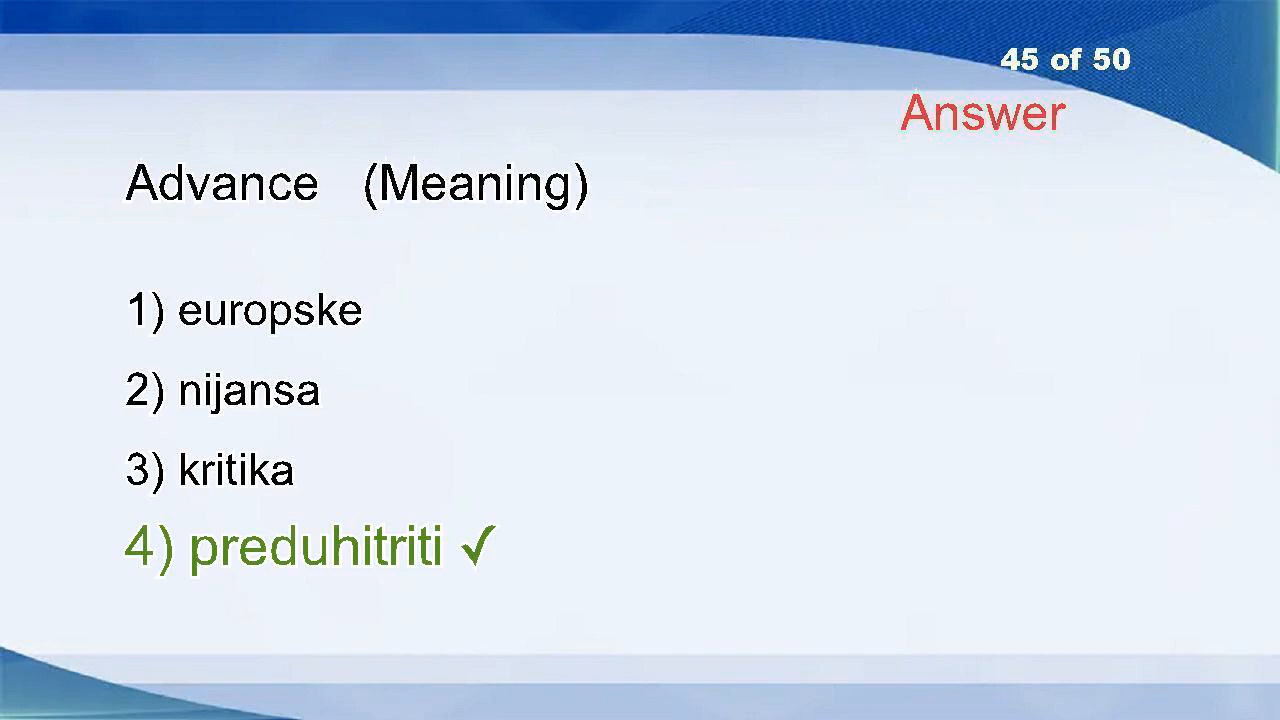 45 of 50
Answer
Advance (Meaning)
1) europske
2) nijansa
3) kritika
4) preduhitriti ✓